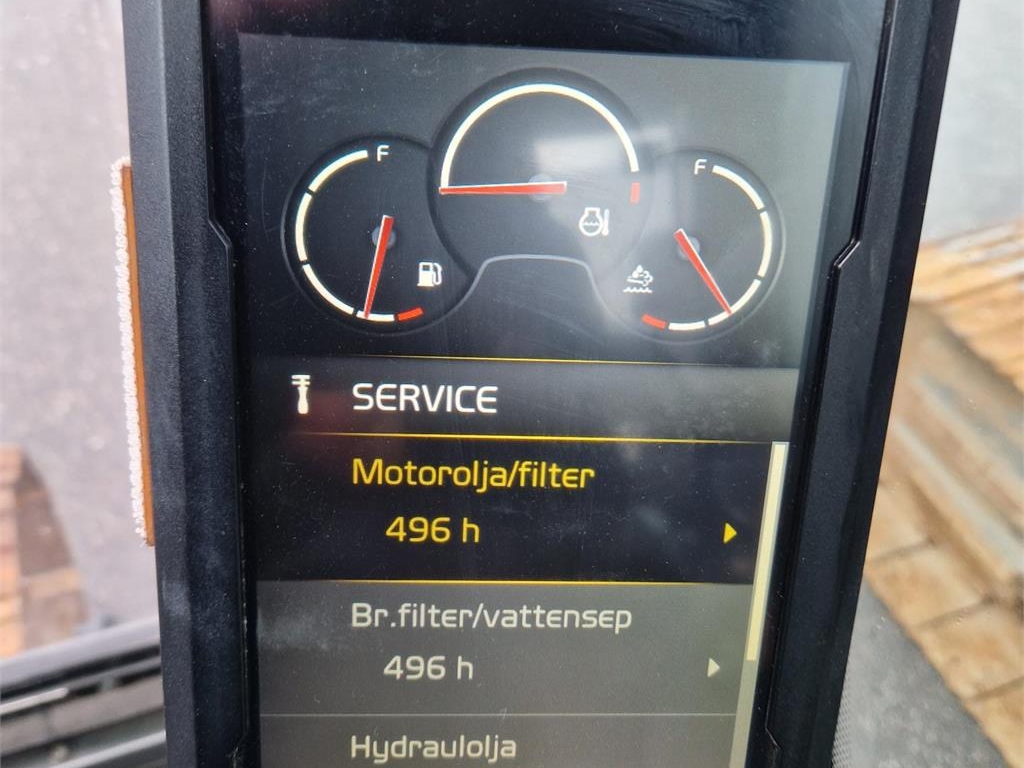 F
F
SERVICE
Motorolja/filter
496 h
Br.filter/vattensep
496 h
Hydraulolja